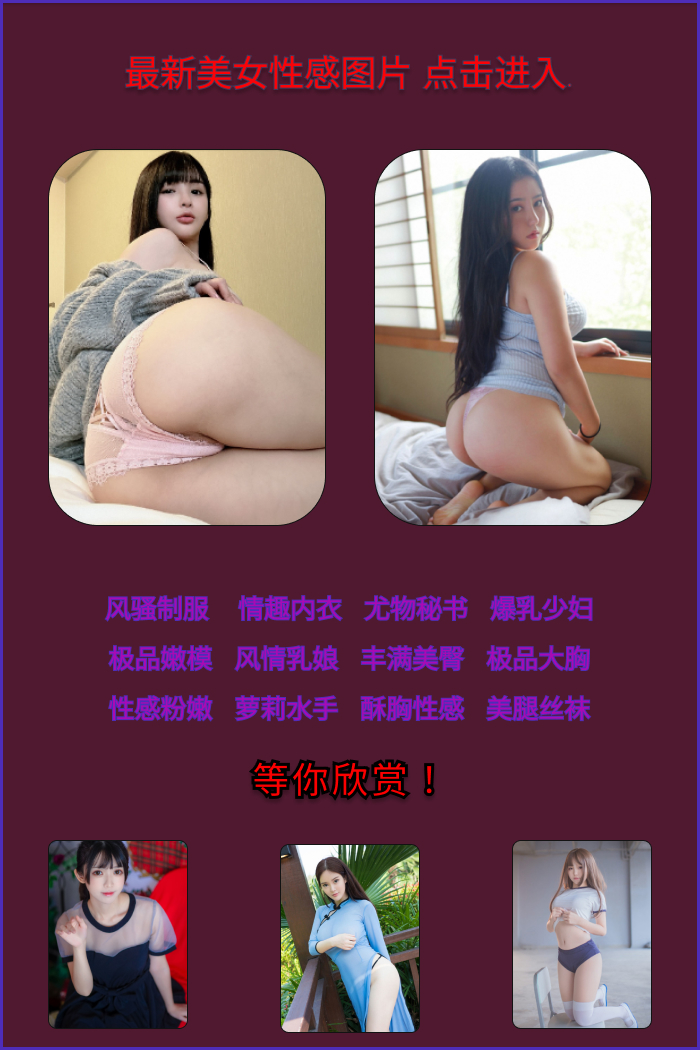 最新美女性感图片 点击进入
风骚制服 情趣内衣 尤物秘书 爆乳少妇
极品嫩模 风情乳娘 丰满美臀 极品大胸
性感粉嫩 萝莉水手 酥胸性感 美腿丝袜
等你欣赏！